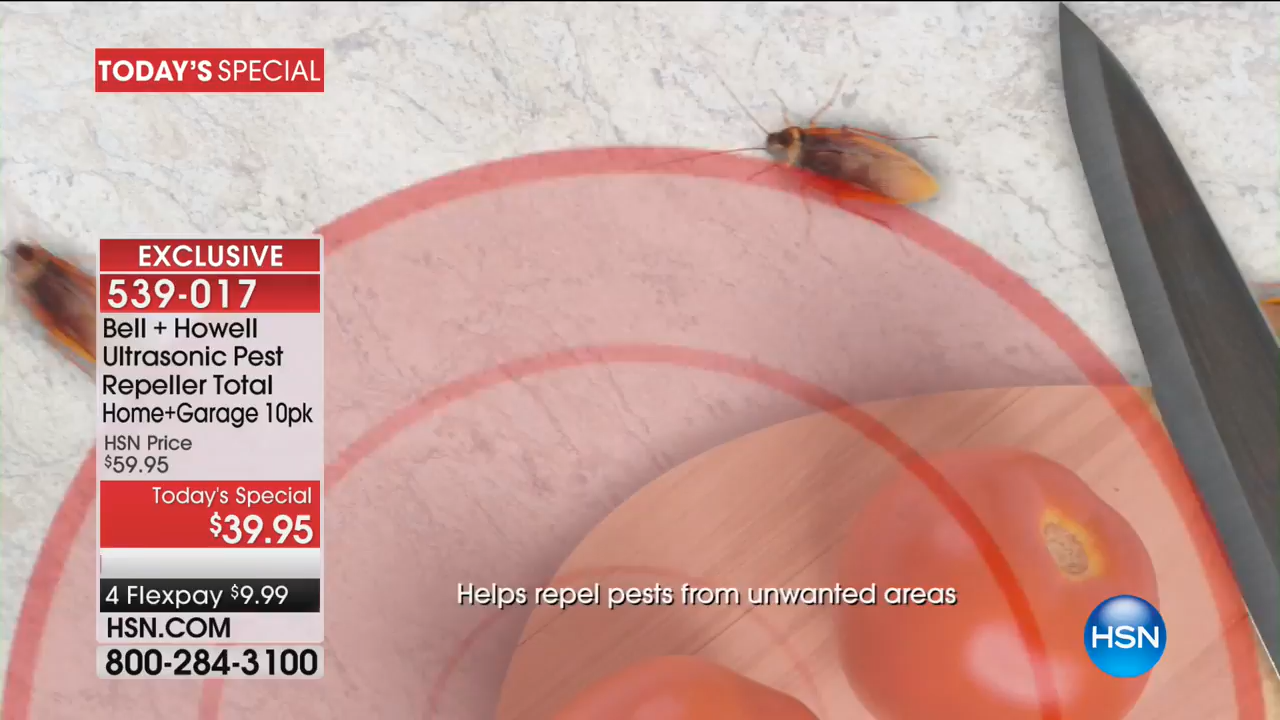 TODAY'S SPECIAL
EXCLUSIVE
539-017
Bell + Howell
Ultrasonic Pest
Repeller Total
Home+Garage 10pk
HSN Price
$59.95
Today's Special
$39.95
4 Flexpay $9.99
HSN.COM
800-284-3100
Helps repel pests from unwanted areas
HSN